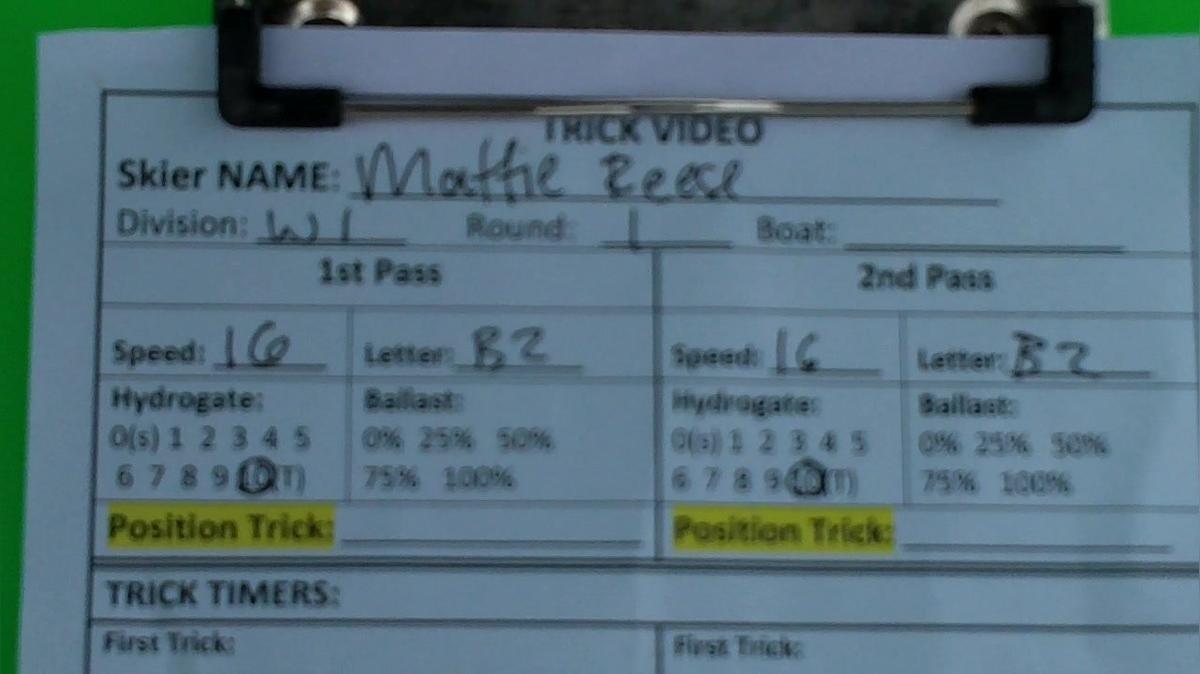 TRICK VIDEO
Skier NAME: Mattie Reese
Division: W1 Round: 1 Boat:
1st Pass 2nd Pass
Speed: 16 Letter: B2 Speed: 16 Letter: B2
Hydrogate: Ballast: Hydrogate: Ballast:
0(s) 1 2 3 4 5 0% 25% 50% 0(s) 1 2 3 4 5 0% 25% 50%
6 7 8 9 10(T) 75% 100% 6 7 8 9 10(T) 75% 100%
Position Trick: Position Trick:
TRICK TIMERS:
First Trick: First Trick: